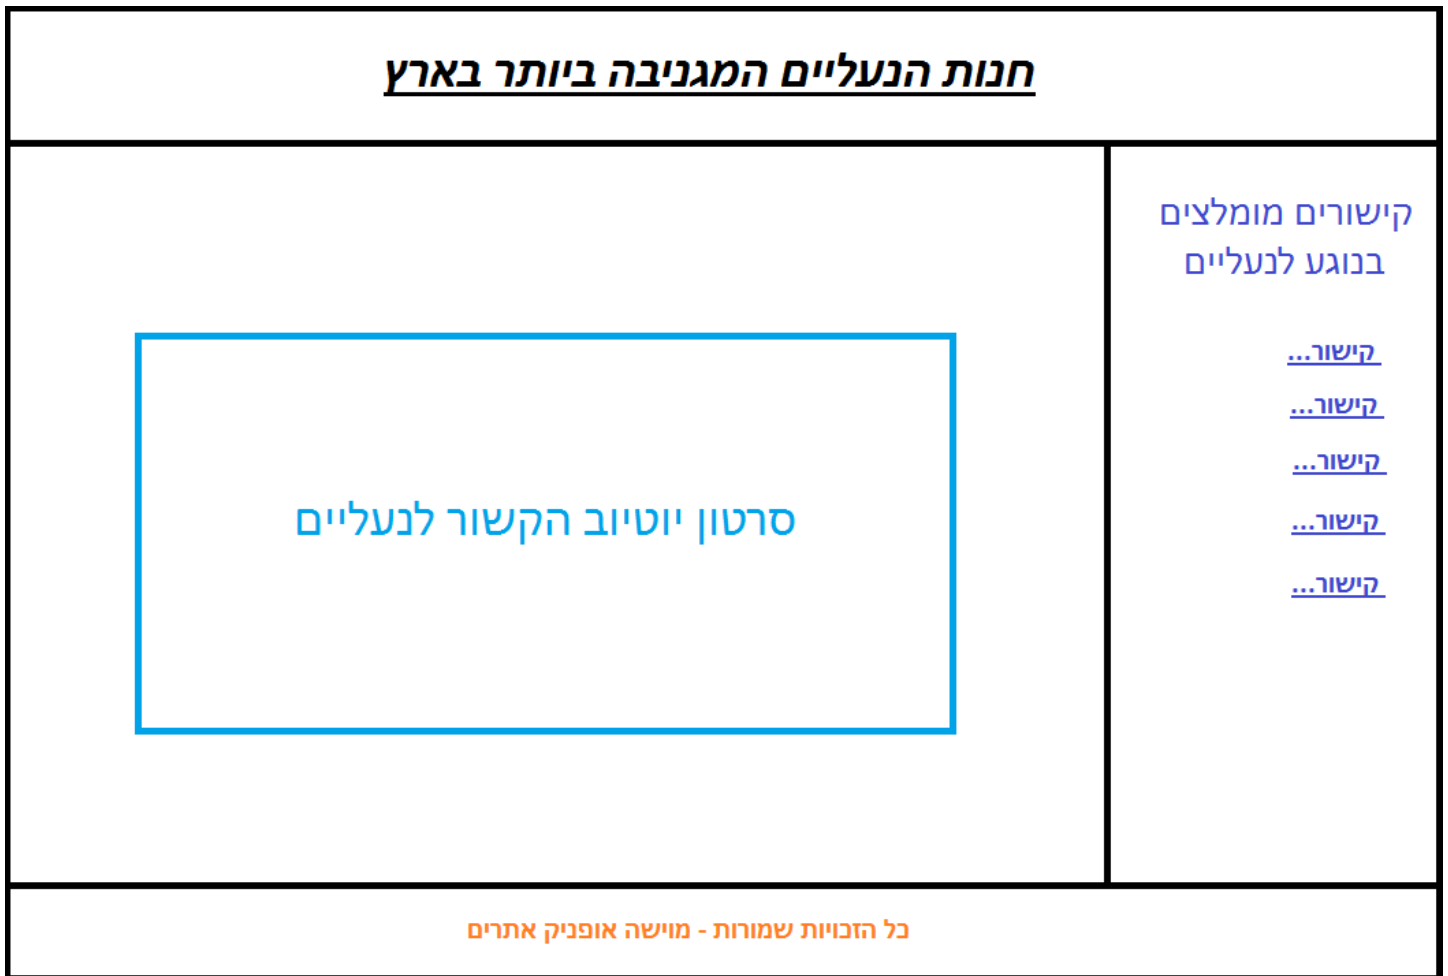 חנות הנעליים המגניבה ביותר בארץ
קישורים מומלצים
בנוגע לנעליים
קישור...
קישור...
קישור...
קישור...
קישור...
סרטון יוטיוב הקשור לנעליים
כל הזכויות שמורות - מוישה אופניק אתרים